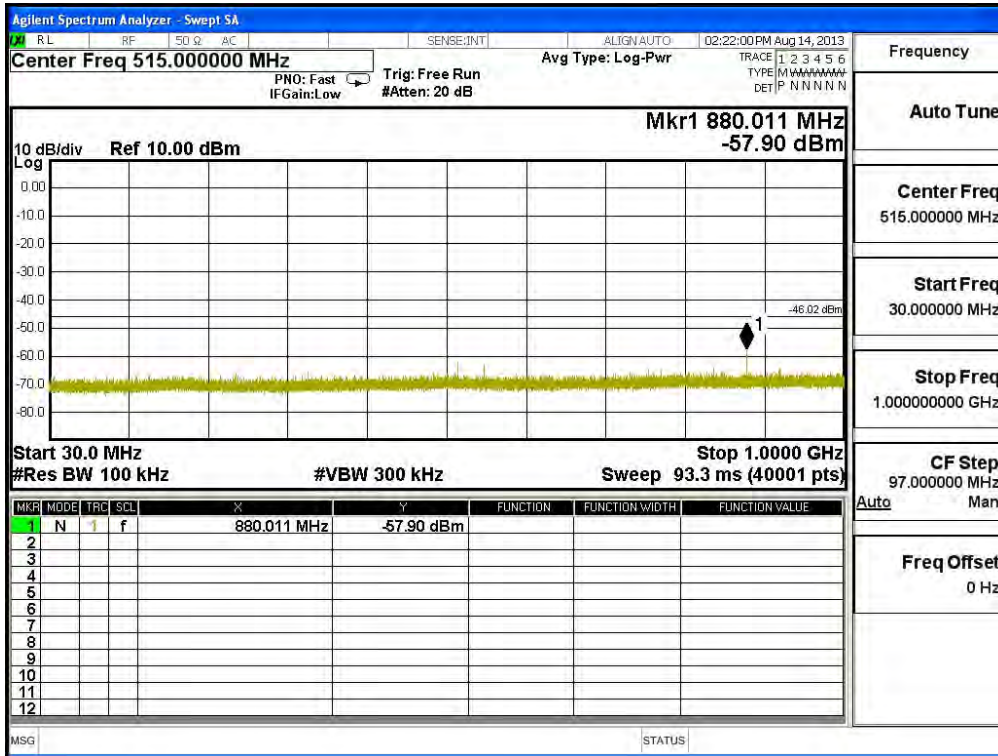 Agilent Spectrum Analyzer - Swept SA
RL RF 50 Ω AC SENSE:INT ALIGNAUTO 02:22:00 PM Aug 14, 2013
Center Freq 515.000000 MHz
PNO: Fast
IFGain:Low
Trig: Free Run
#Atten: 20 dB
Avg Type: Log-Pwr
TRACE 1 2 3 4 5 6
TYPE M
DET P N N N N N
Mkr1 880.011 MHz
-57.90 dBm
10 dB/div Ref 10.00 dBm
Log
0.00
-10.0
-20.0
-30.0
-40.0
-46.02 dBm
-50.0
1
-60.0
-70.0
-80.0
Start 30.0 MHz Stop 1.0000 GHz
#Res BW 100 kHz #VBW 300 kHz Sweep 93.3 ms (40001 pts)
MKR MODE TRC SCL X Y FUNCTION FUNCTION WIDTH FUNCTION VALUE
1 N 1 f 880.011 MHz -57.90 dBm
2
3
4
5
6
7
8
9
10
11
12
MSG STATUS
Frequency
Auto Tune
Center Freq
515.000000 MHz
Start Freq
30.000000 MHz
Stop Freq
1.000000000 GHz
CF Step
97.000000 MHz
Auto Man
Freq Offset
0 Hz